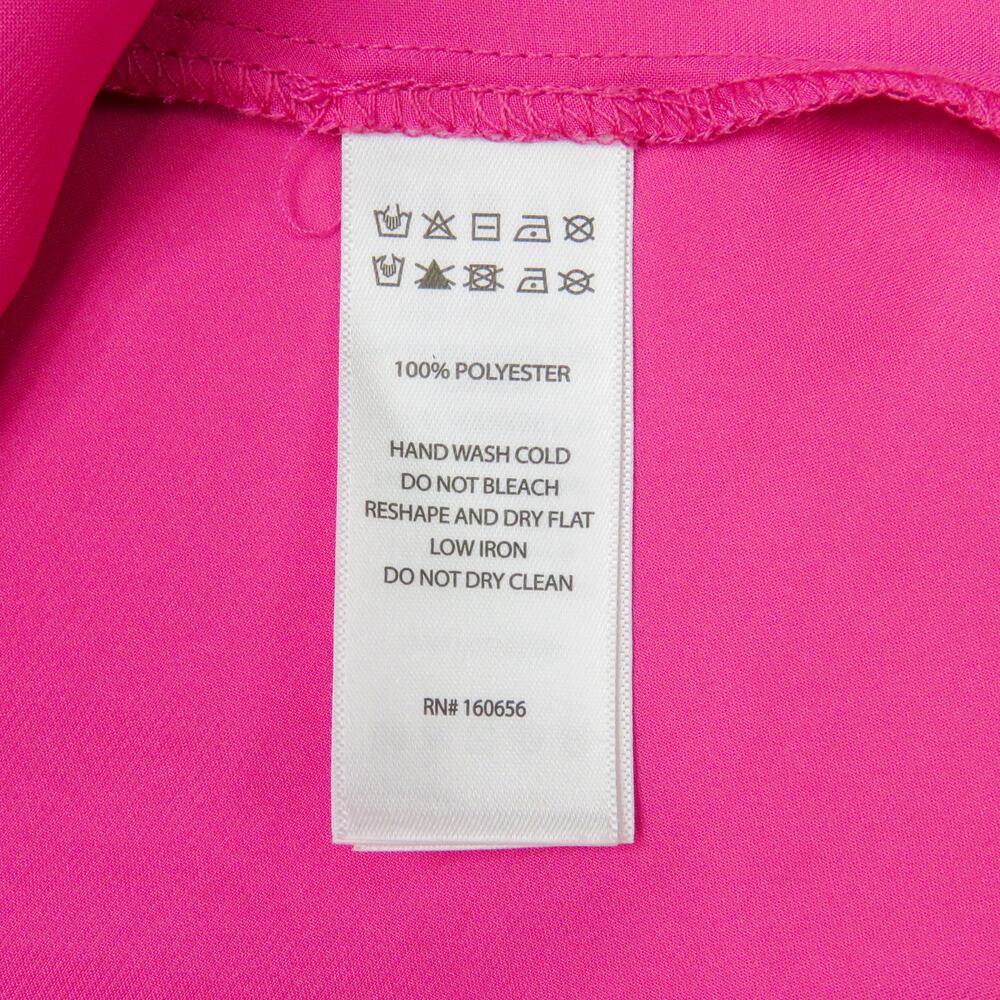 100% POLYESTER
HAND WASH COLD
DO NOT BLEACH
RESHAPE AND DRY FLAT
LOW IRON
DO NOT DRY CLEAN
RN# 160656